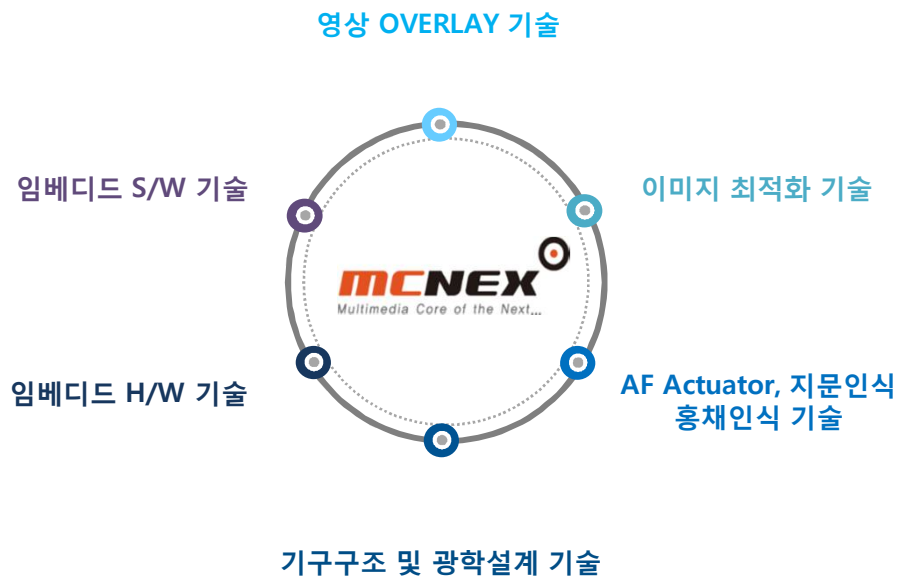 영상 OVERLAY 기술
임베디드 S/W 기술
이미지 최적화 기술
MCNEX
Multimedia Core of the Next...
임베디드 H/W 기술
AF Actuator, 지문인식
홍채인식 기술
기구구조 및 광학설계 기술